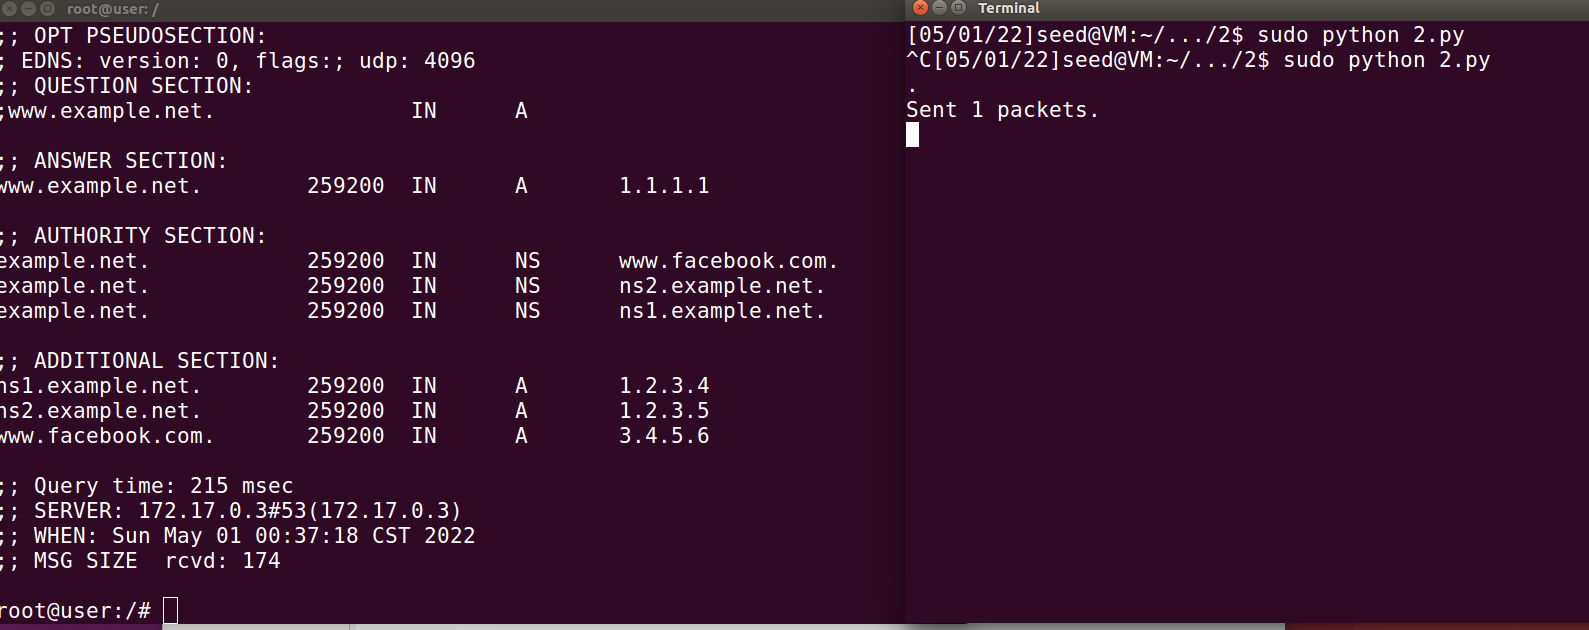 root@user: /
;; OPT PSEUDOSECTION:
; EDNS: version: 0, flags:; udp: 4096
;; QUESTION SECTION:
;www.example.net. IN A
;; ANSWER SECTION:
www.example.net. 259200 IN A 1.1.1.1
;; AUTHORITY SECTION:
example.net. 259200 IN NS www.facebook.com.
example.net. 259200 IN NS ns2.example.net.
example.net. 259200 IN NS ns1.example.net.
;; ADDITIONAL SECTION:
ns1.example.net. 259200 IN A 1.2.3.4
ns2.example.net. 259200 IN A 1.2.3.5
www.facebook.com. 259200 IN A 3.4.5.6
;; Query time: 215 msec
;; SERVER: 172.17.0.3#53(172.17.0.3)
;; WHEN: Sun May 01 00:37:18 CST 2022
;; MSG SIZE rcvd: 174
root@user:/#
Terminal
[05/01/22]seed@VM:~/.../2$ sudo python 2.py
^C[05/01/22]seed@VM:~/.../2$ sudo python 2.py
.
Sent 1 packets.